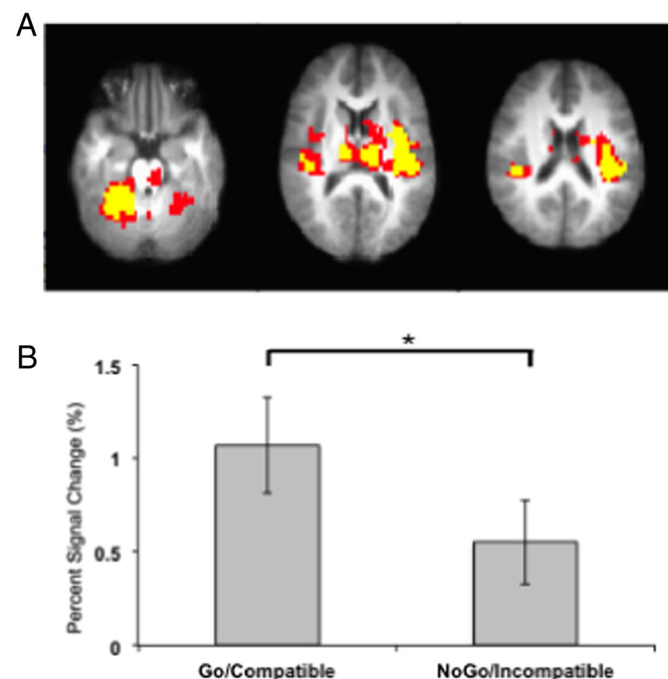 A
B
*
Percent Signal Change (%)
1.5
1
0.5
0
Go/Compatible
NoGo/Incompatible